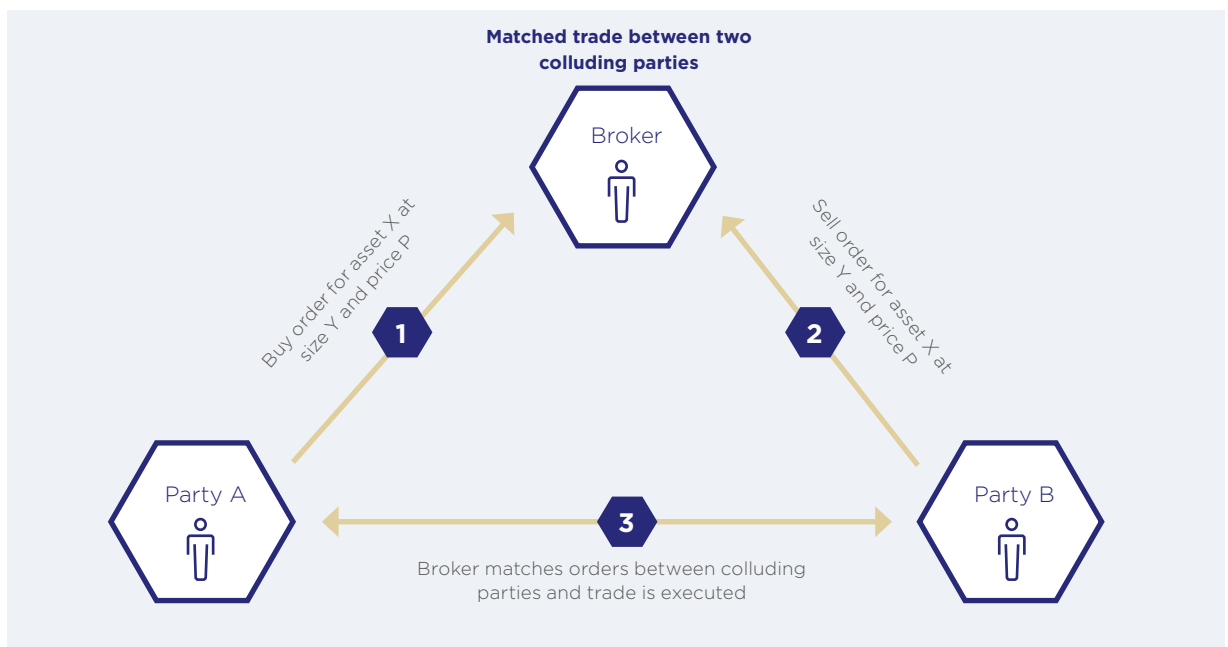 Matched trade between two
colluding parties
Broker
Buy order for asset X at
size Y and price P
Sell order for asset X at
size Y and price P
1
2
Party A
Party B
3
Broker matches orders between colluding
parties and trade is executed